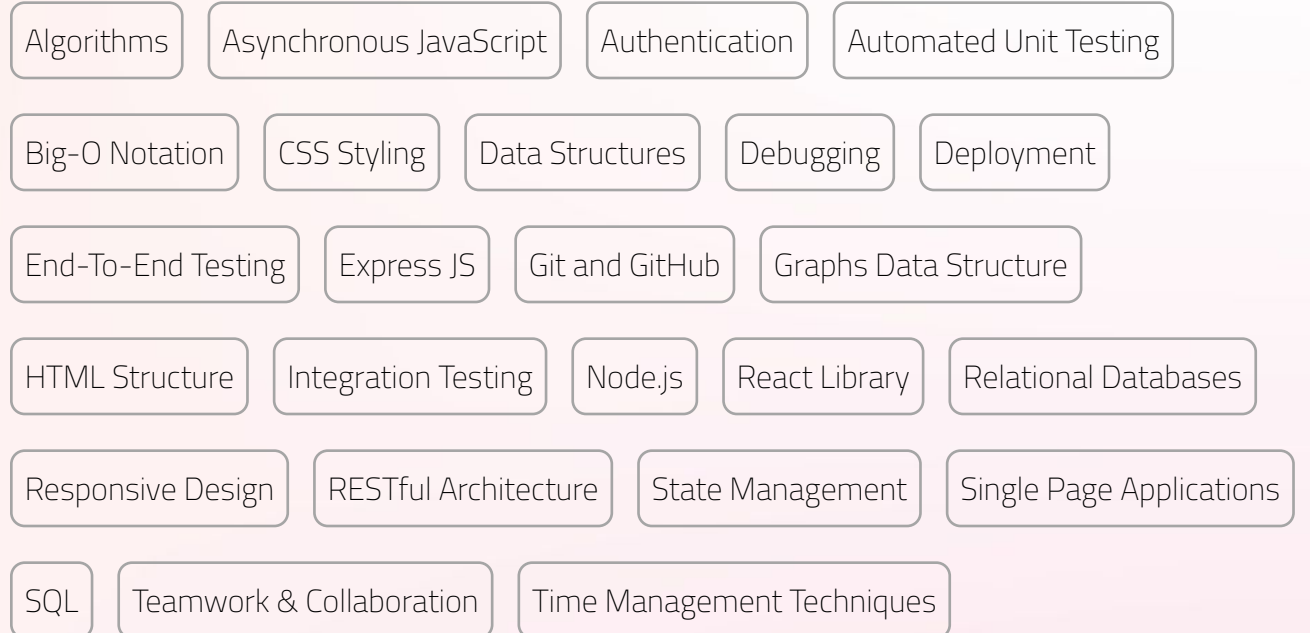 Algorithms Asynchronous JavaScript Authentication Automated Unit Testing
Big-O Notation CSS Styling Data Structures Debugging Deployment
End-To-End Testing Express JS Git and GitHub Graphs Data Structure
HTML Structure Integration Testing Node.js React Library Relational Databases
Responsive Design RESTful Architecture State Management Single Page Applications
SQL Teamwork & Collaboration Time Management Techniques